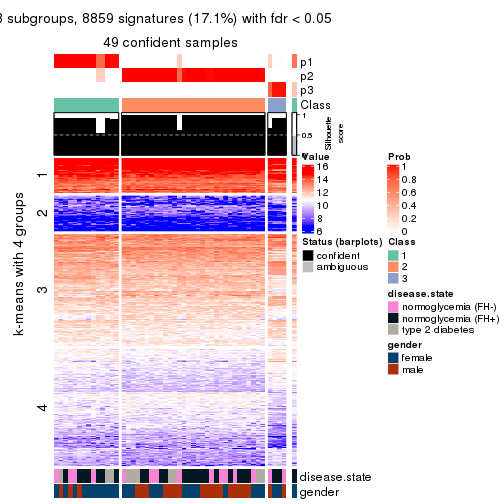 3 subgroups, 8859 signatures (17.1%) with fdr < 0.05
49 confident samples
p1
p2
p3
Class
1
0.5
0
Silhouette
score
k-means with 4 groups
1
2
3
4
disease.state
gender
Value
16
14
12
10
8
6
Status (barplots)
confident
ambiguous
Prob
1
0.8
0.6
0.4
0.2
0
Class
1
2
3
disease.state
normoglycemia (FH-)
normoglycemia (FH+)
type 2 diabetes
gender
female
male